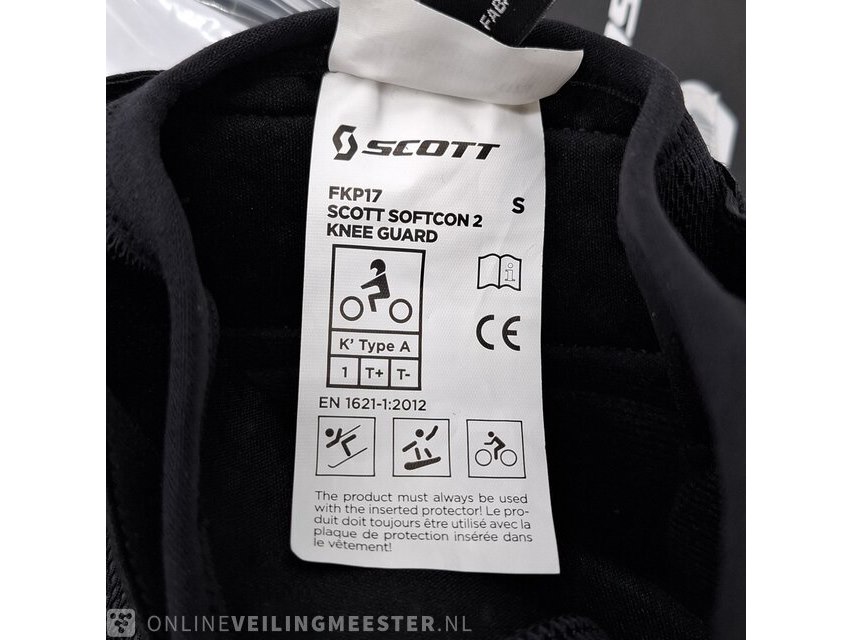 SCOTT
FKP17
SCOTT SOFTCON 2
KNEE GUARD
S
i
CE
K' Type A
1 T+ T-
EN 1621-1:2012
The product must always be used
with the inserted protector! Le pro-
duit doit toujours être utilisé avec la
plaque de protection insérée dans
le vêtement!
ONLINEVEILINGMEESTER.NL